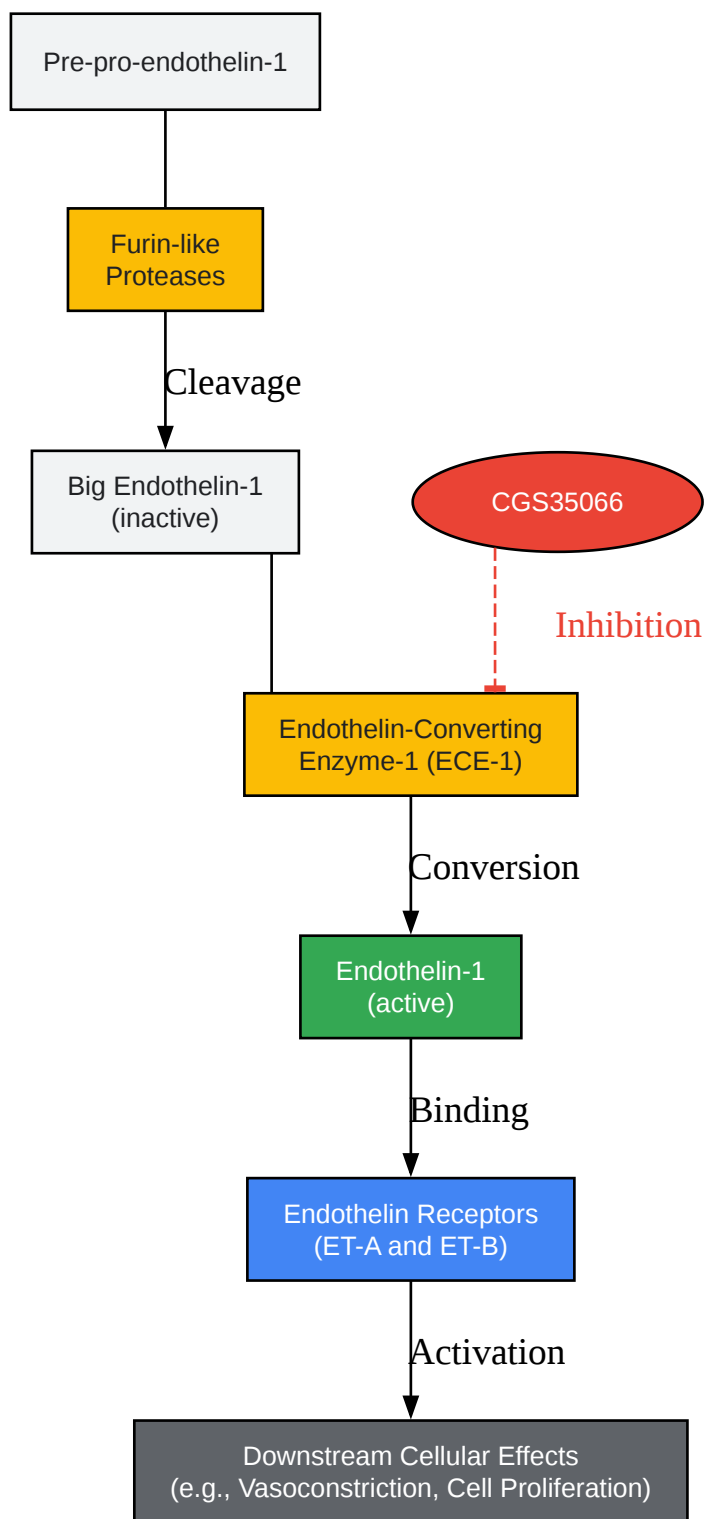 Pre-pro-endothelin-1
Furin-like
Proteases
Cleavage
Big Endothelin-1
(inactive)
CGS35066
Inhibition
Endothelin-Converting
Enzyme-1 (ECE-1)
Conversion
Endothelin-1
(active)
Binding
Endothelin Receptors
(ET-A and ET-B)
Activation
Downstream Cellular Effects
(e.g., Vasoconstriction, Cell Proliferation)